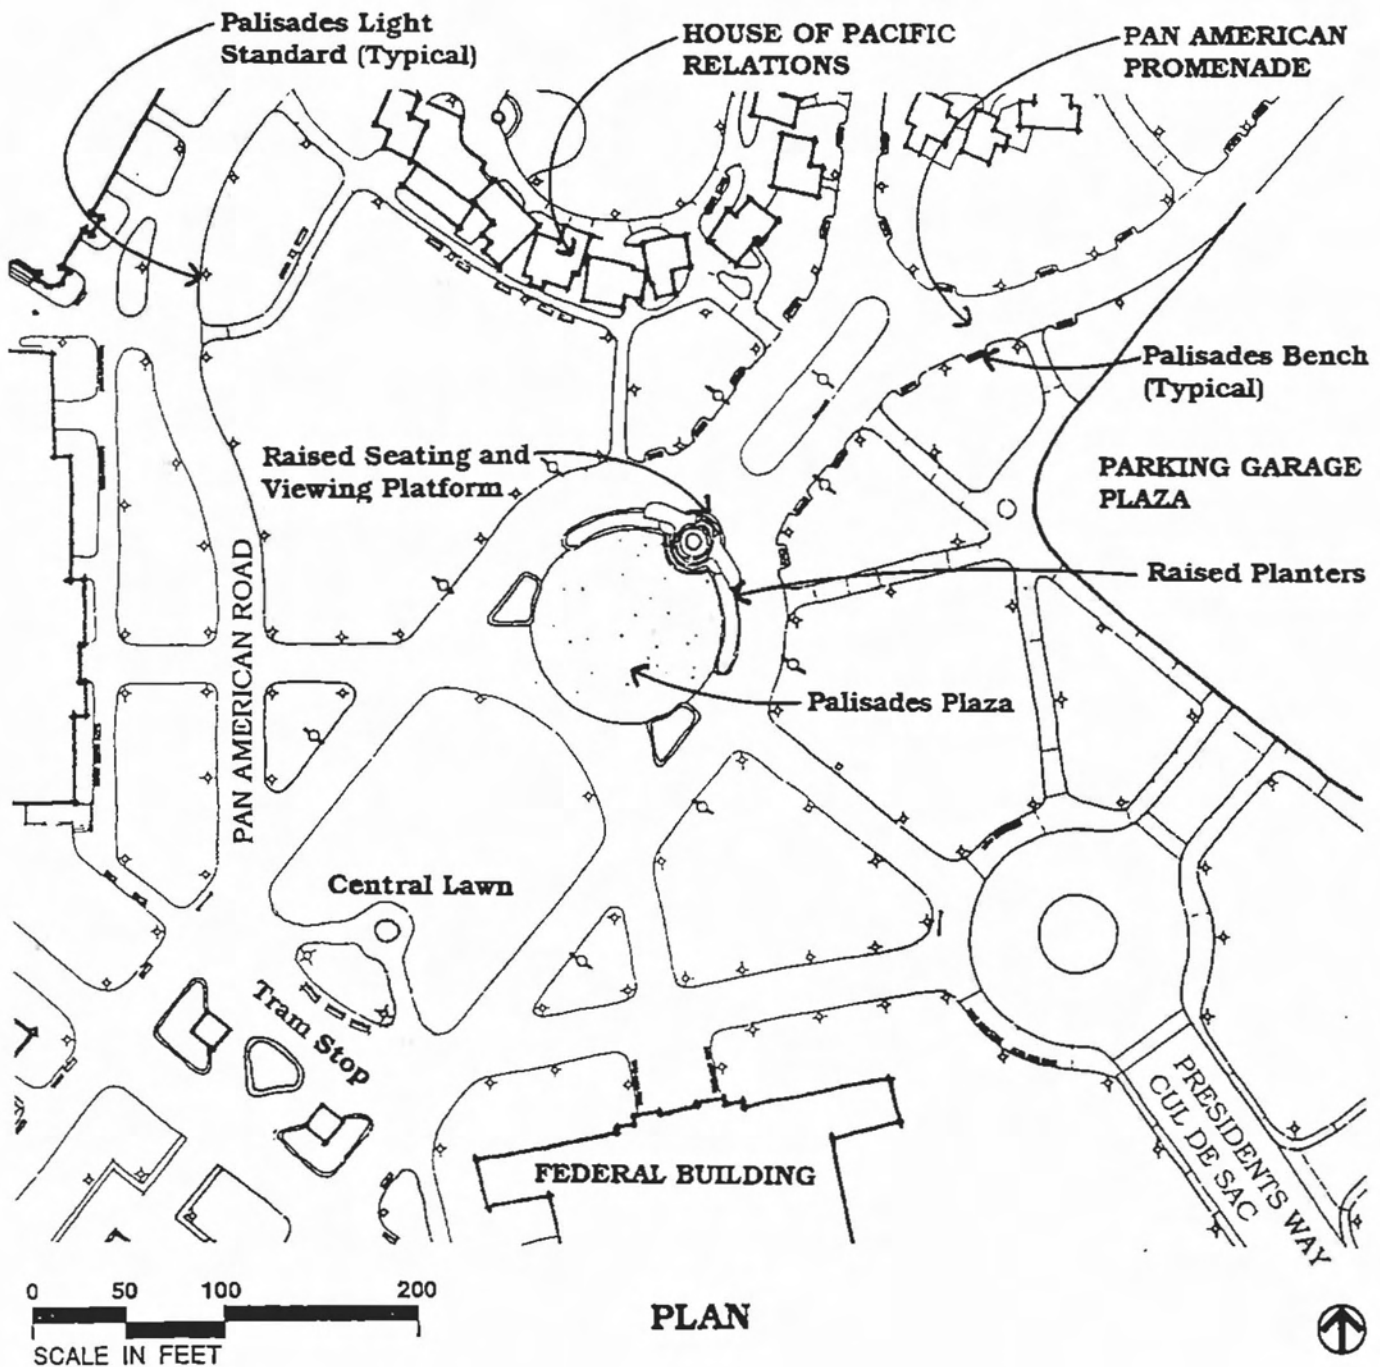 Palisades Light
Standard (Typical)
HOUSE OF PACIFIC
RELATIONS
PAN AMERICAN
PROMENADE
Palisades Bench
(Typical)
Raised Seating and
Viewing Platform
PARKING GARAGE
PLAZA
Raised Planters
PAN AMERICAN ROAD
Palisades Plaza
Central Lawn
Tram Stop
PRESIDENTS WAY
CUL DE SAC
FEDERAL BUILDING
0 50 100 200
SCALE IN FEET
PLAN